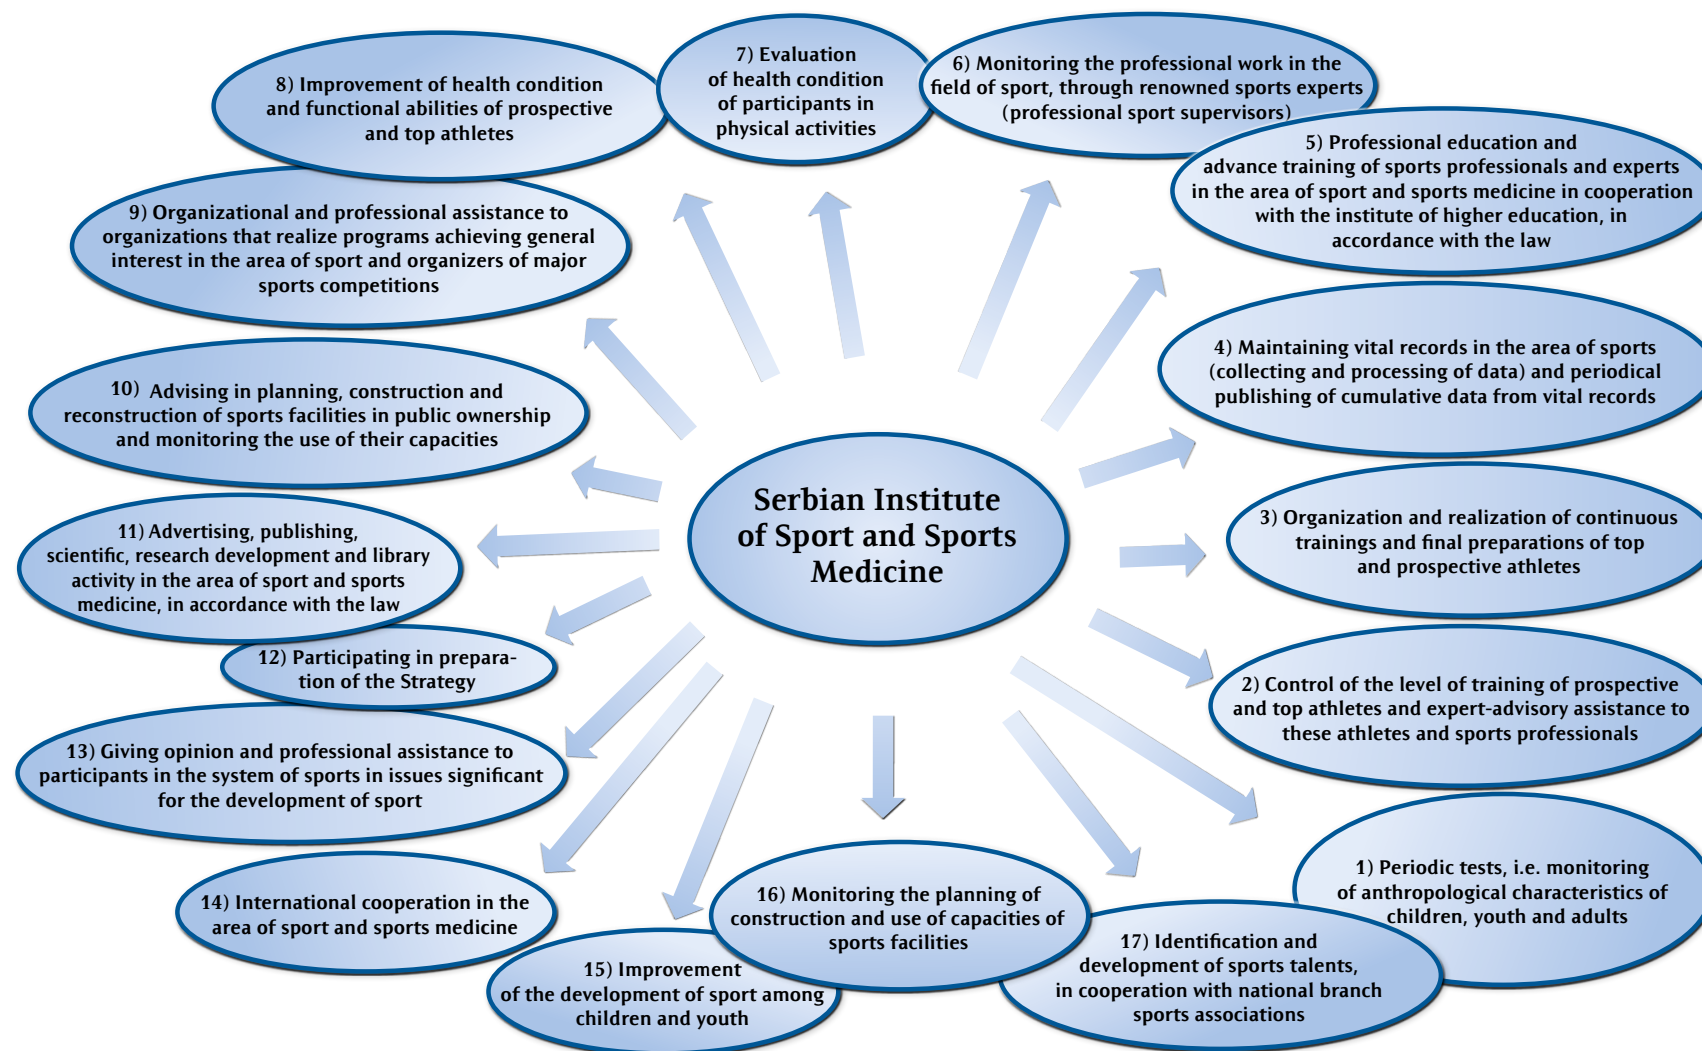 Serbian Institute
of Sport and Sports
Medicine
1) Periodic tests, i.e. monitoring
of anthropological characteristics of
children, youth and adults
2) Control of the level of training of prospective
and top athletes and expert-advisory assistance to
these athletes and sports professionals
3) Organization and realization of continuous
trainings and final preparations of top
and prospective athletes
4) Maintaining vital records in the area of sports
(collecting and processing of data) and periodical
publishing of cumulative data from vital records
5) Professional education and
advance training of sports professionals and experts
in the area of sport and sports medicine in cooperation
with the institute of higher education, in
accordance with the law
6) Monitoring the professional work in the
field of sport, through renowned sports experts
(professional sport supervisors)
7) Evaluation
of health condition
of participants in
physical activities
8) Improvement of health condition
and functional abilities of prospective
and top athletes
9) Organizational and professional assistance to
organizations that realize programs achieving general
interest in the area of sport and organizers of major
sports competitions
10) Advising in planning, construction and
reconstruction of sports facilities in public ownership
and monitoring the use of their capacities
11) Advertising, publishing,
scientific, research development and library
activity in the area of sport and sports
medicine, in accordance with the law
12) Participating in prepara-
tion of the Strategy
13) Giving opinion and professional assistance to
participants in the system of sports in issues significant
for the development of sport
14) International cooperation in the
area of sport and sports medicine
15) Improvement
of the development of sport among
children and youth
16) Monitoring the planning of
construction and use of capacities of
sports facilities
17) Identification and
development of sports talents,
in cooperation with national branch
sports associations